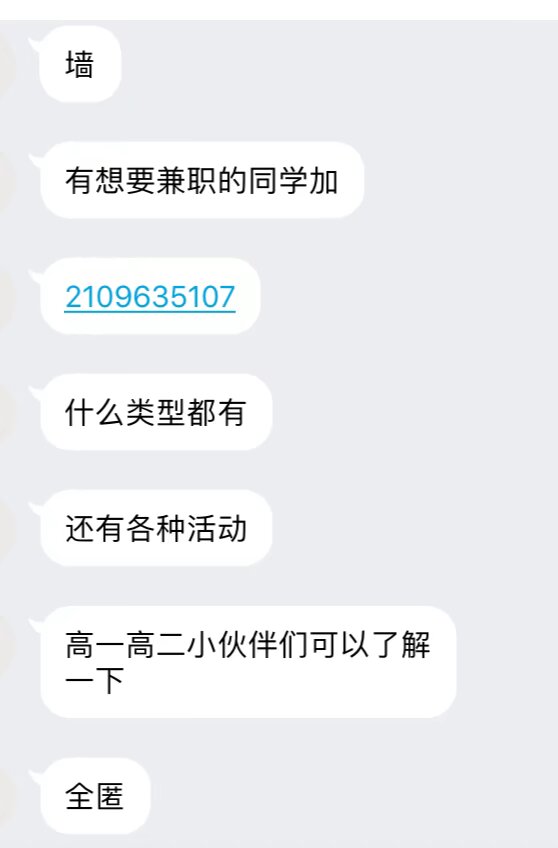 墙
有想要兼职的同学加
2109635107
什么类型都有
还有各种活动
高一高二小伙伴们可以了解
一下
全匿